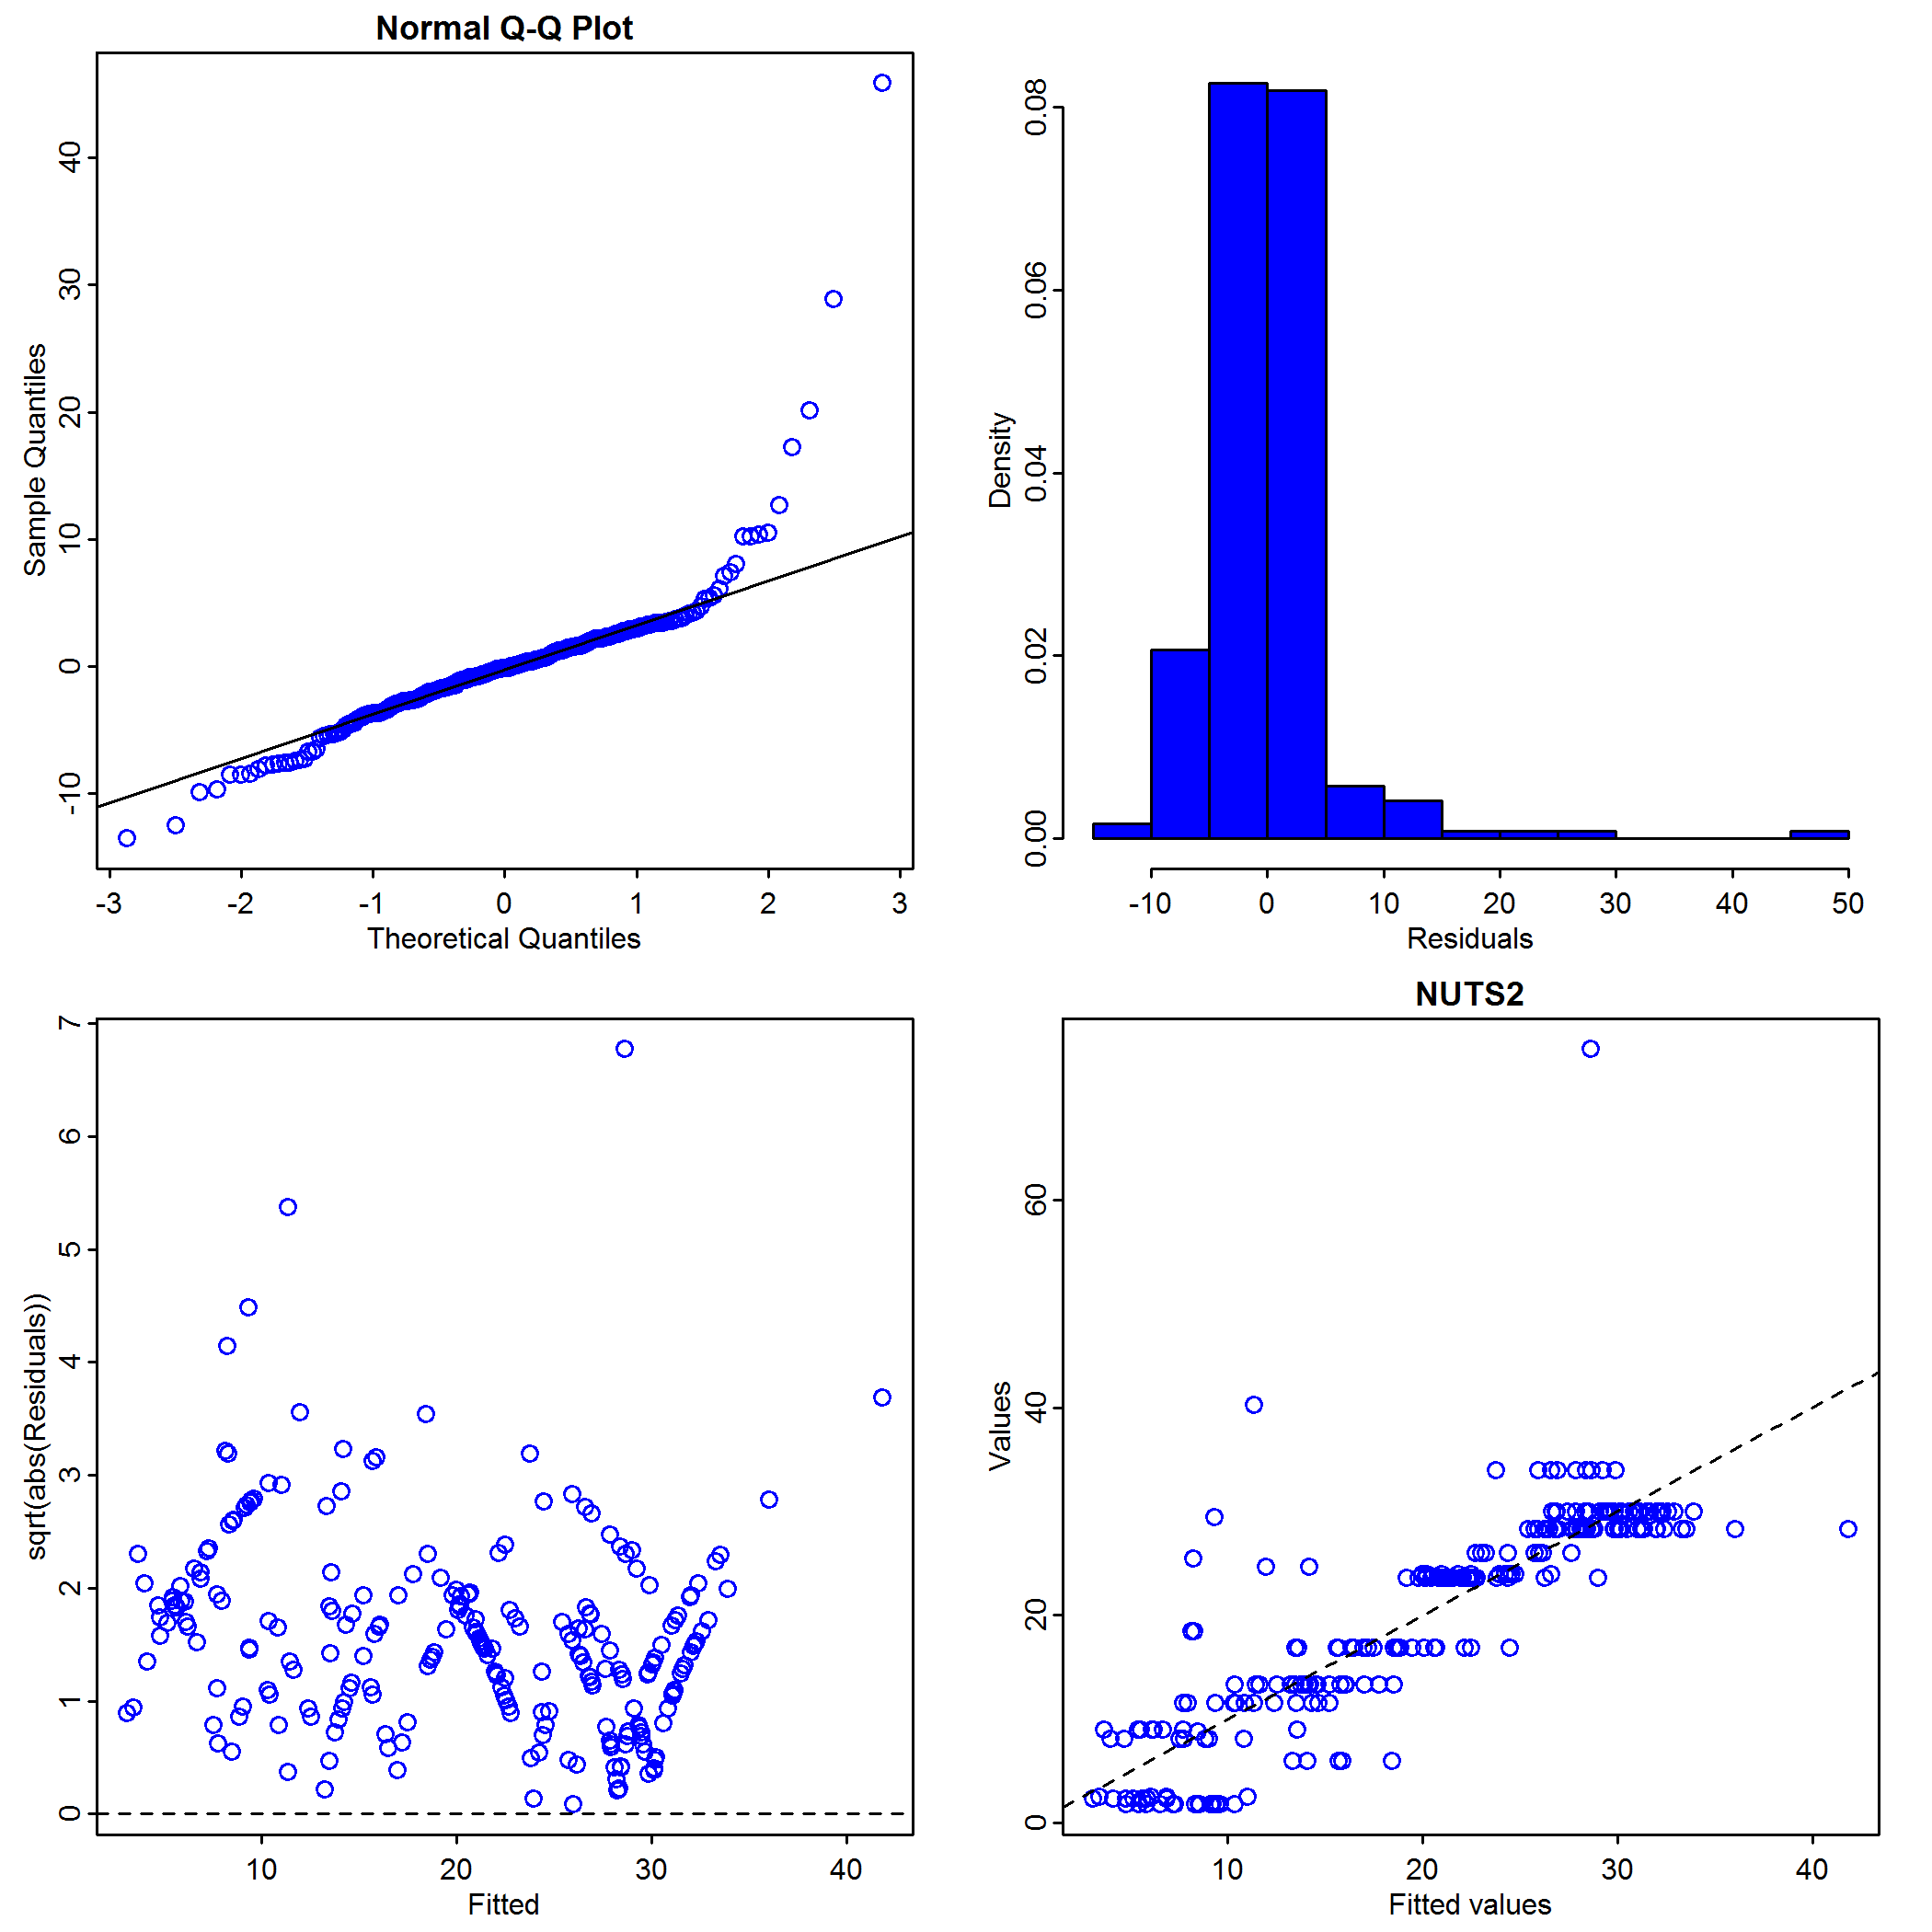 Normal Q-Q Plot
Sample Quantiles
-10 0 10 20 30 40
-3 -2 -1 0 1 2 3
Theoretical Quantiles
Density
0.00 0.02 0.04 0.06 0.08
-10 0 10 20 30 40 50
Residuals
sqrt(abs(Residuals))
0 1 2 3 4 5 6 7
10 20 30 40
Fitted
NUTS2
Values
0 20 40 60
10 20 30 40
Fitted values